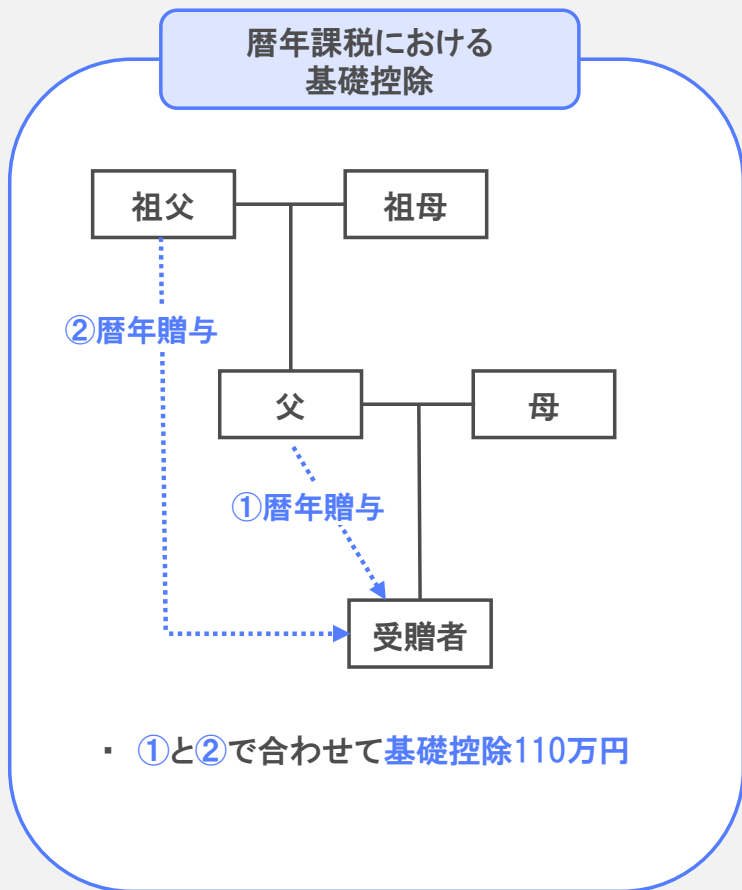 暦年課税における
基礎控除
祖父
祖母
②暦年贈与
父
母
①暦年贈与
受贈者
・ ①と②で合わせて基礎控除110万円